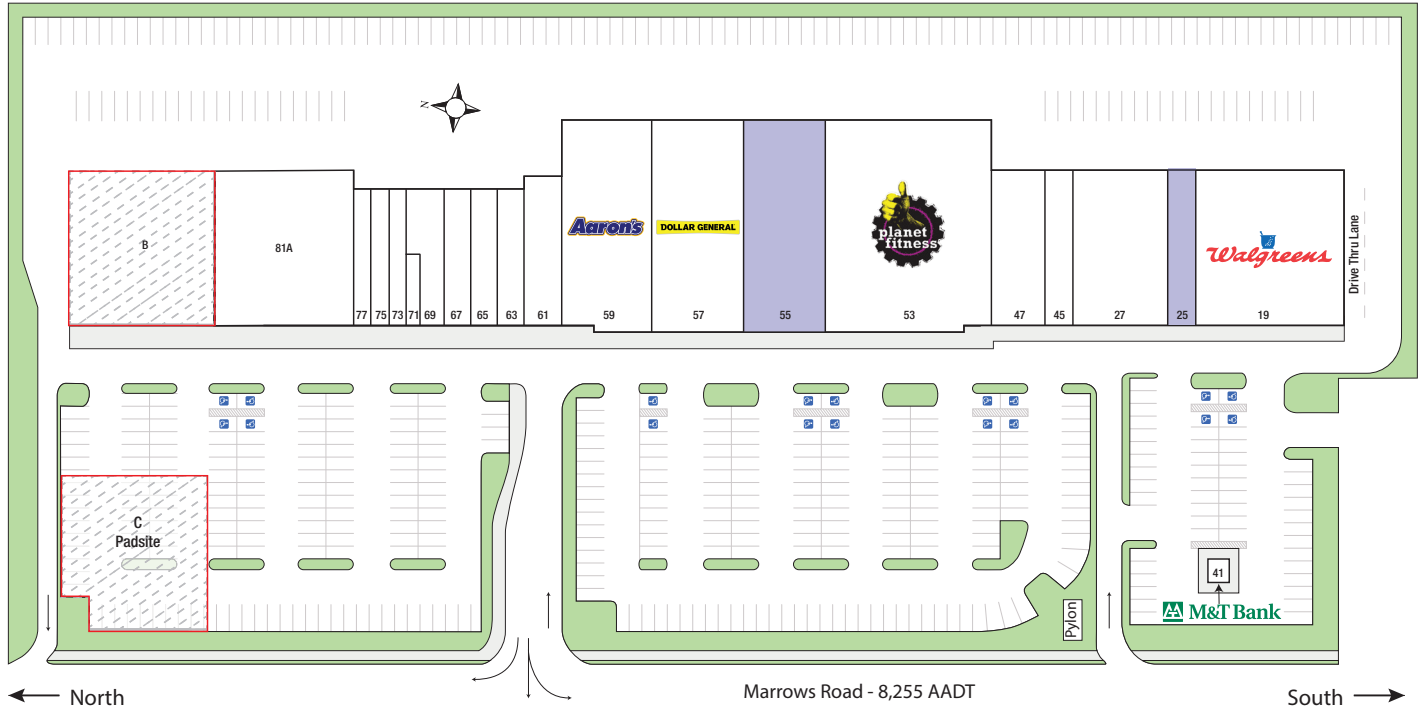 N
B
81A
77
75
73
71
69
67
65
63
61
Aaron's
59
DOLLAR GENERAL
57
55
planet
fitness
53
47
45
27
25
Walgreens
19
Drive Thru Lane
C
Padsite
41
M&T Bank
Pylon
North
Marrows Road - 8,255 AADT
South